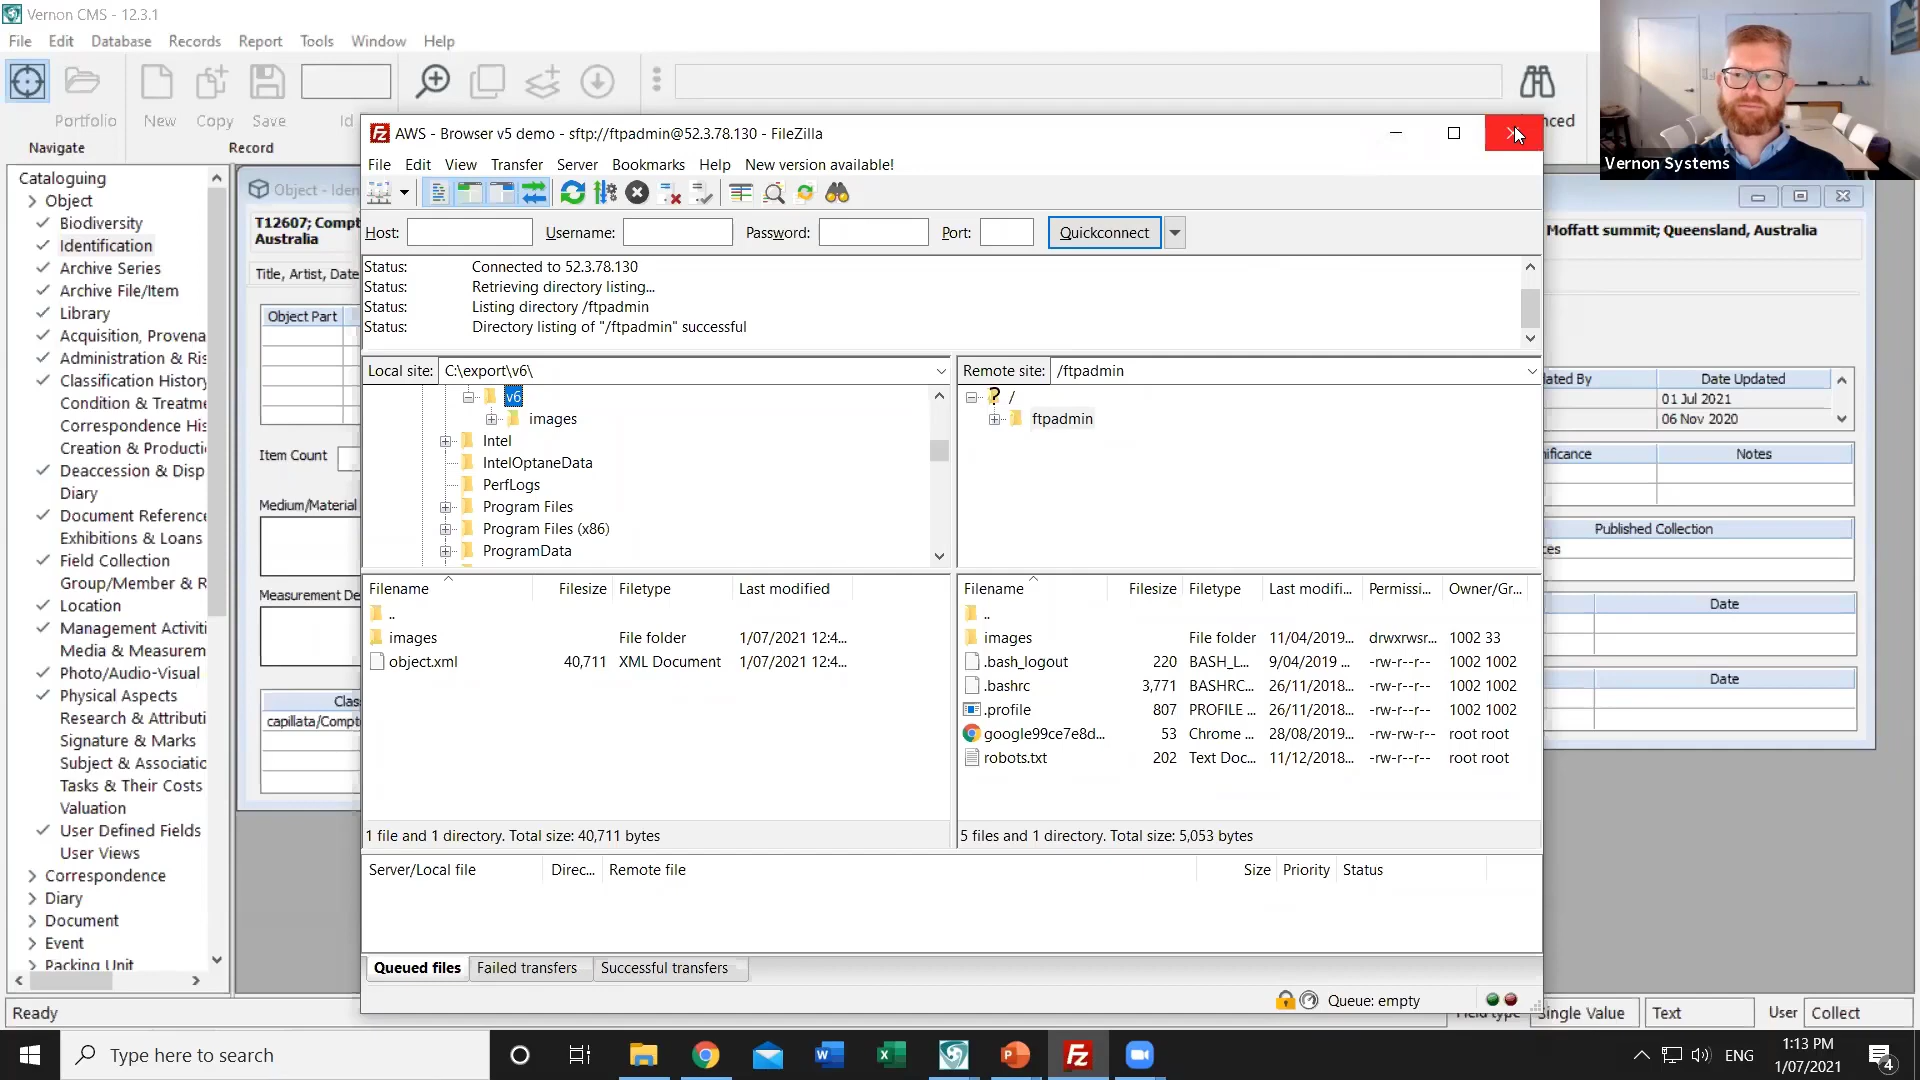 Vernon CMS - 12.3.1
File Edit Database Records Report Tools Window Help
Portfolio New Copy Save Id
Navigate Record
Vernon Systems
Cataloguing
Object
Biodiversity
Identification
Archive Series
Archive File/Item
Library
Acquisition, Provena
Administration & Ris
Classification History
Condition & Treatme
Correspondence His
Creation & Producti
Deaccession & Disp
Diary
Document Reference
Exhibitions & Loans
Field Collection
Group/Member & R
Location
Management Activiti
Media & Measurem
Photo/Audio-Visual
Physical Aspects
Research & Attributi
Signature & Marks
Subject & Associatio
Tasks & Their Costs
Valuation
User Defined Fields
User Views
Correspondence
Diary
Document
Event
Packing Unit
Object - Iden
T12607; Compt
Australia
Title, Artist, Date
Object Part
Item Count
Medium/Material
Measurement De
Clas
capillata/Compt
AWS - Browser v5 demo - sftp://ftpadmin@52.3.78.130 - FileZilla
File Edit View Transfer Server Bookmarks Help New version available!
Host: Username: Password: Port: Quickconnect
Status: Connected to 52.3.78.130
Status: Retrieving directory listing...
Status: Listing directory /ftpadmin
Status: Directory listing of "/ftpadmin" successful
Local site: C:\export\v6\
v6
images
Intel
IntelOptaneData
PerfLogs
Program Files
Program Files (x86)
ProgramData
Filename Filesize Filetype Last modified
..
images File folder 1/07/2021 12:4...
object.xml 40,711 XML Document 1/07/2021 12:4...
1 file and 1 directory. Total size: 40,711 bytes
Remote site: /ftpadmin
/
ftpadmin
Filename Filesize Filetype Last modifi... Permissi... Owner/Gr...
..
images File folder 11/04/2019... drwxrwsr... 1002 33
.bash_logout 220 BASH_L... 9/04/2019 ... -rw-r--r-- 1002 1002
.bashrc 3,771 BASHRC... 26/11/2018... -rw-r--r-- 1002 1002
.profile 807 PROFILE ... 26/11/2018... -rw-r--r-- 1002 1002
google99ce7e8d... 53 Chrome ... 28/08/2019... -rw-rw-r-- root root
robots.txt 202 Text Doc... 11/12/2018... -rw-r--r-- root root
5 files and 1 directory. Total size: 5,053 bytes
Server/Local file Direc... Remote file Size Priority Status
Queued files Failed transfers Successful transfers
Queue: empty
Moffatt summit; Queensland, Australia
lated By Date Updated
01 Jul 2021
06 Nov 2020
nificance Notes
Published Collection
ces
Date
Date
Ready
Single Value Text User Collect
Type here to search
ENG
1:13 PM
1/07/2021
4